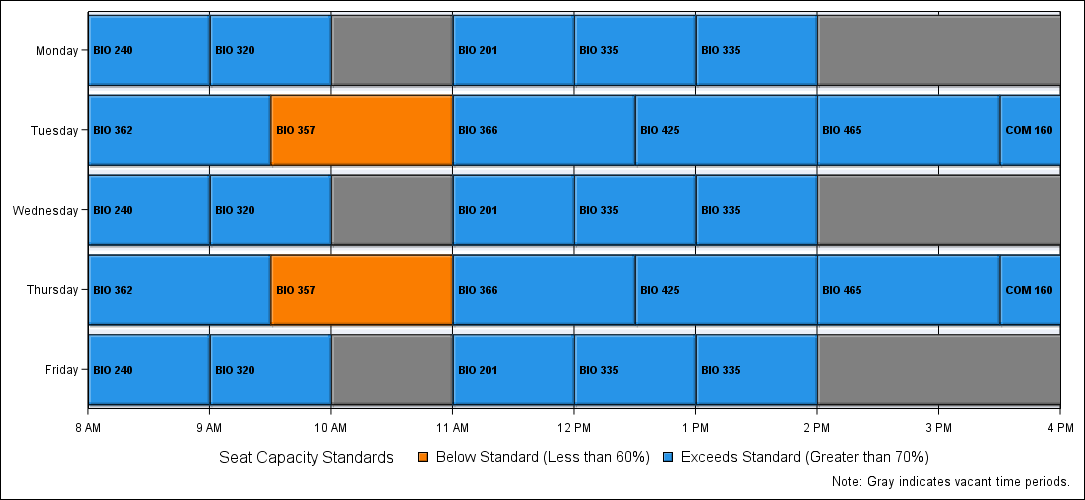 Monday BIO 240 BIO 320 BIO 201 BIO 335 BIO 335
Tuesday BIO 362 BIO 357 BIO 366 BIO 425 BIO 465 COM 160
Wednesday BIO 240 BIO 320 BIO 201 BIO 335 BIO 335
Thursday BIO 362 BIO 357 BIO 366 BIO 425 BIO 465 COM 160
Friday BIO 240 BIO 320 BIO 201 BIO 335 BIO 335
8 AM 9 AM 10 AM 11 AM 12 PM 1 PM 2 PM 3 PM 4 PM
Seat Capacity Standards Below Standard (Less than 60%) Exceeds Standard (Greater than 70%)
Note: Gray indicates vacant time periods.